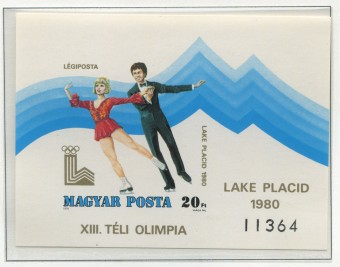 LÉGIPOSTA
LAKE PLACID 1980
MAGYAR POSTA 20 Ft
LAKE PLACID
1980
XIII. TÉLI OLIMPIA
11364